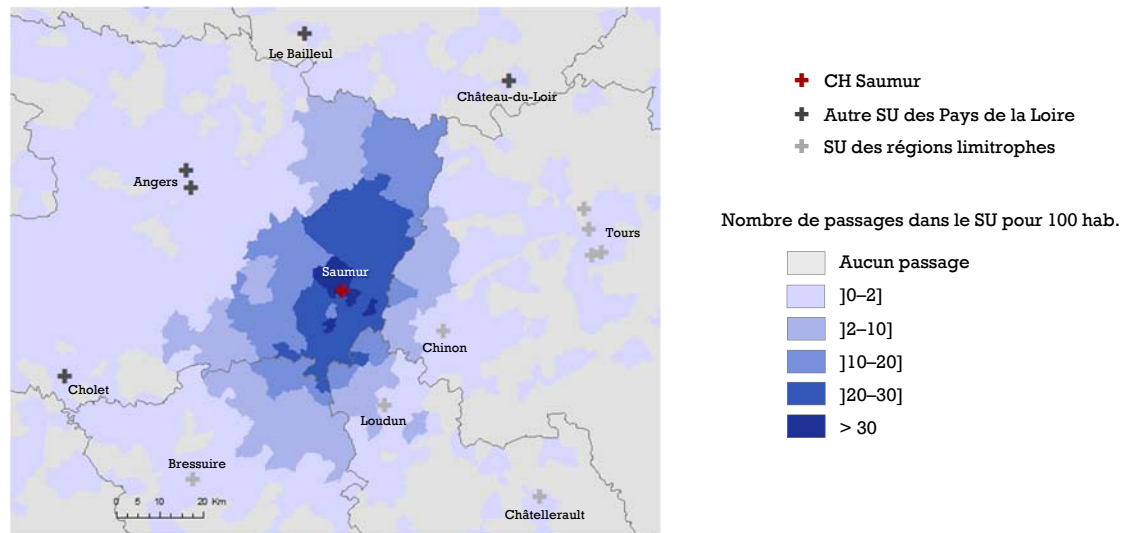 Le Bailleul
Château-du-Loir
Angers
Tours
Saumur
Chinon
Cholet
Loudun
Bressuire
0 5 10 20 Km
Châtellerault
CH Saumur
Autre SU des Pays de la Loire
SU des régions limitrophes
Nombre de passages dans le SU pour 100 hab.
Aucun passage
]0–2]
]2–10]
]10–20]
]20–30]
> 30